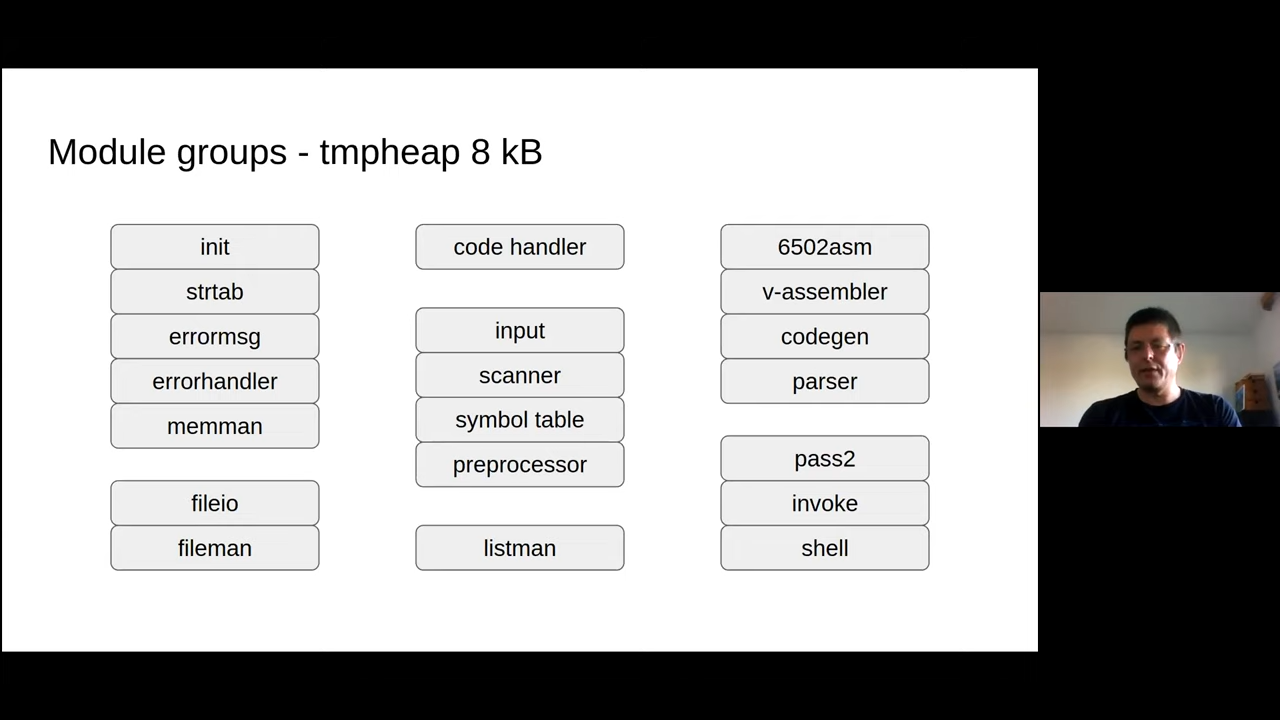 Module groups - tmpheap 8 kB
init
strtab
errormsg
errorhandler
memman
fileio
fileman
code handler
input
scanner
symbol table
preprocessor
listman
6502asm
v-assembler
codegen
parser
pass2
invoke
shell